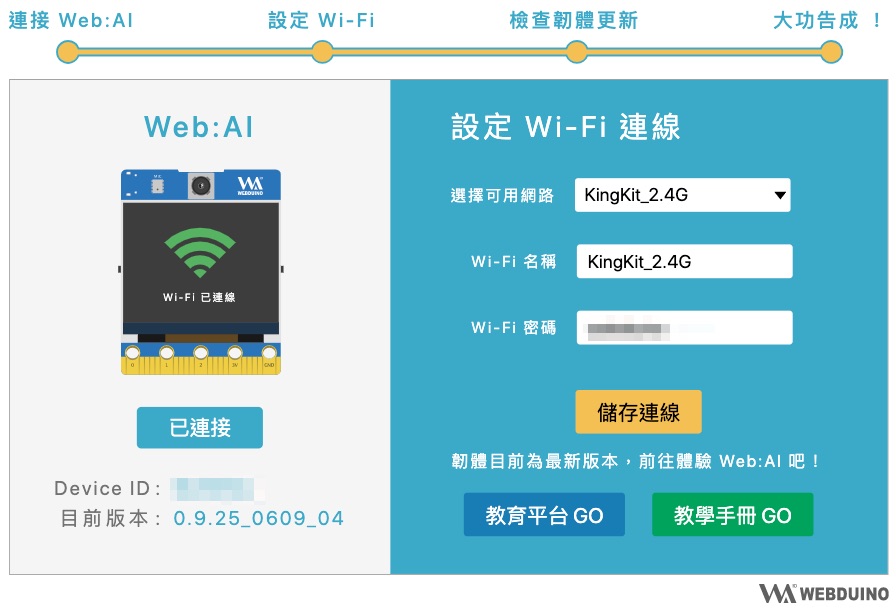 連接 Web:AI
設定 Wi-Fi
檢查韌體更新
大功告成 !
Web:AI
設定 Wi-Fi 連線
MIC
WEBDUINO
選擇可用網路
KingKit_2.4G
Wi-Fi 已連線
Wi-Fi 名稱
KingKit_2.4G
Wi-Fi 密碼
0 1 2 3V GND
儲存連線
已連接
韌體目前為最新版本，前往體驗 Web:AI 吧！
Device ID :
目前版本 : 0.9.25_0609_04
教育平台 GO
教學手冊 GO
WEBDUINO